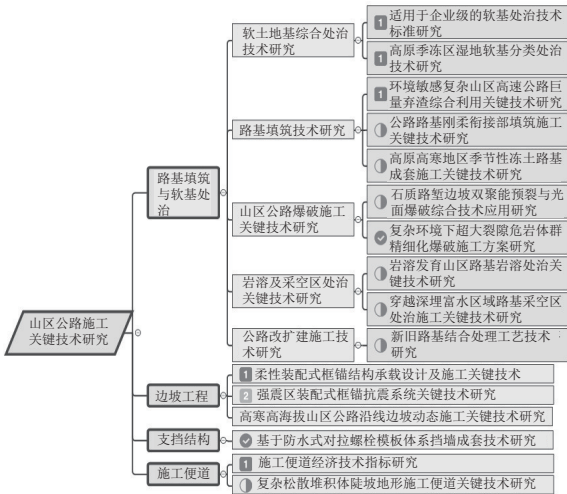 山区公路施工
关键技术研究
路基填筑
与软基处
治
软土地基综合处治
技术研究
1 适用于企业级的软基处治技术
标准研究
1 高原季冻区湿地软基分类处治
技术研究
路基填筑技术研究
1 环境敏感复杂山区高速公路巨
量弃渣综合利用关键技术研究
公路路基刚柔衔接部填筑施工
关键技术研究
高原高寒地区季节性冻土路基
成套施工关键技术研究
山区公路爆破施工
关键技术研究
石质路堑边坡双聚能预裂与光
面爆破综合技术应用研究
复杂环境下超大裂隙危岩体群
精细化爆破施工方案研究
岩溶及采空区处治
关键技术研究
岩溶发育山区路基岩溶处治关
键技术研究
穿越深埋富水区域路基采空区
处治施工关键技术研究
公路改扩建施工技
术研究
新旧路基结合处理工艺技术
研究
边坡工程
1 柔性装配式框锚结构承载设计及施工关键技术
2 强震区装配式框锚抗震系统关键技术研究
高寒高海拔山区公路沿线边坡动态施工关键技术研究
支挡结构
基于防水式对拉螺栓模板体系挡墙成套技术研究
施工便道
1 施工便道经济技术指标研究
复杂松散堆积体陡坡地形施工便道关键技术研究